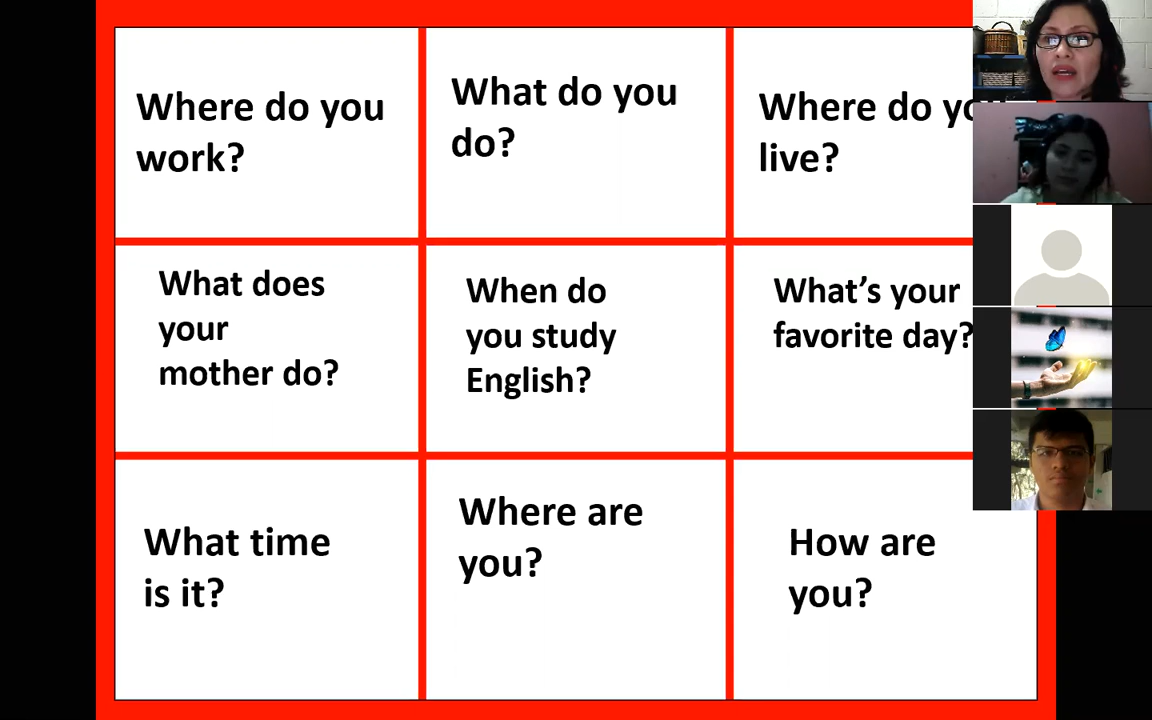 Where do you
work?
What do you
do?
Where do
live?
What does
your
mother do?
When do
you study
English?
What's your
favorite day?
What time
is it?
Where are
you?
How are
you?